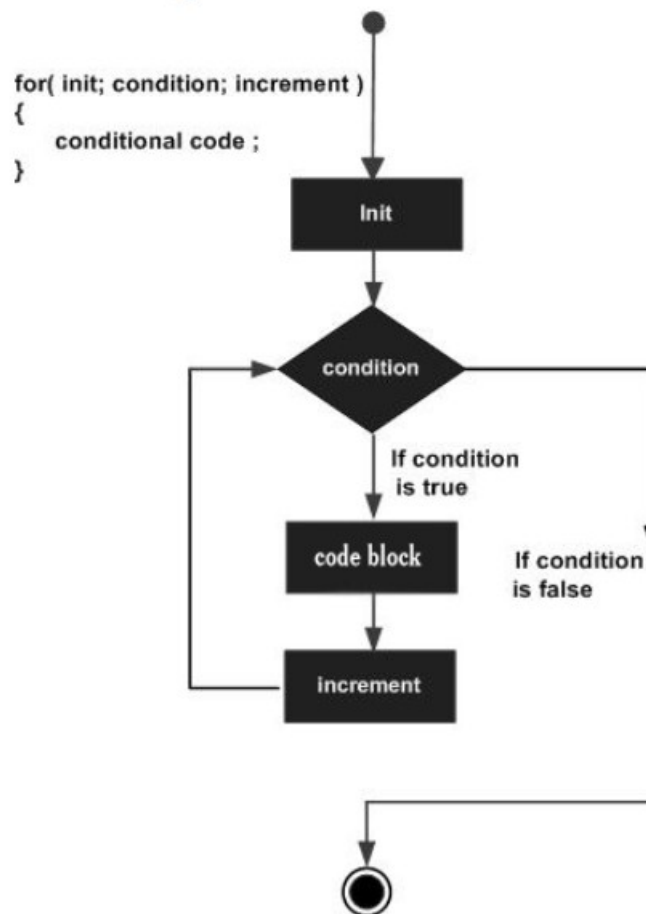 for( init; condition; increment )
{
conditional code ;
}
Init
condition
If condition
is true
code block
If condition
is false
increment